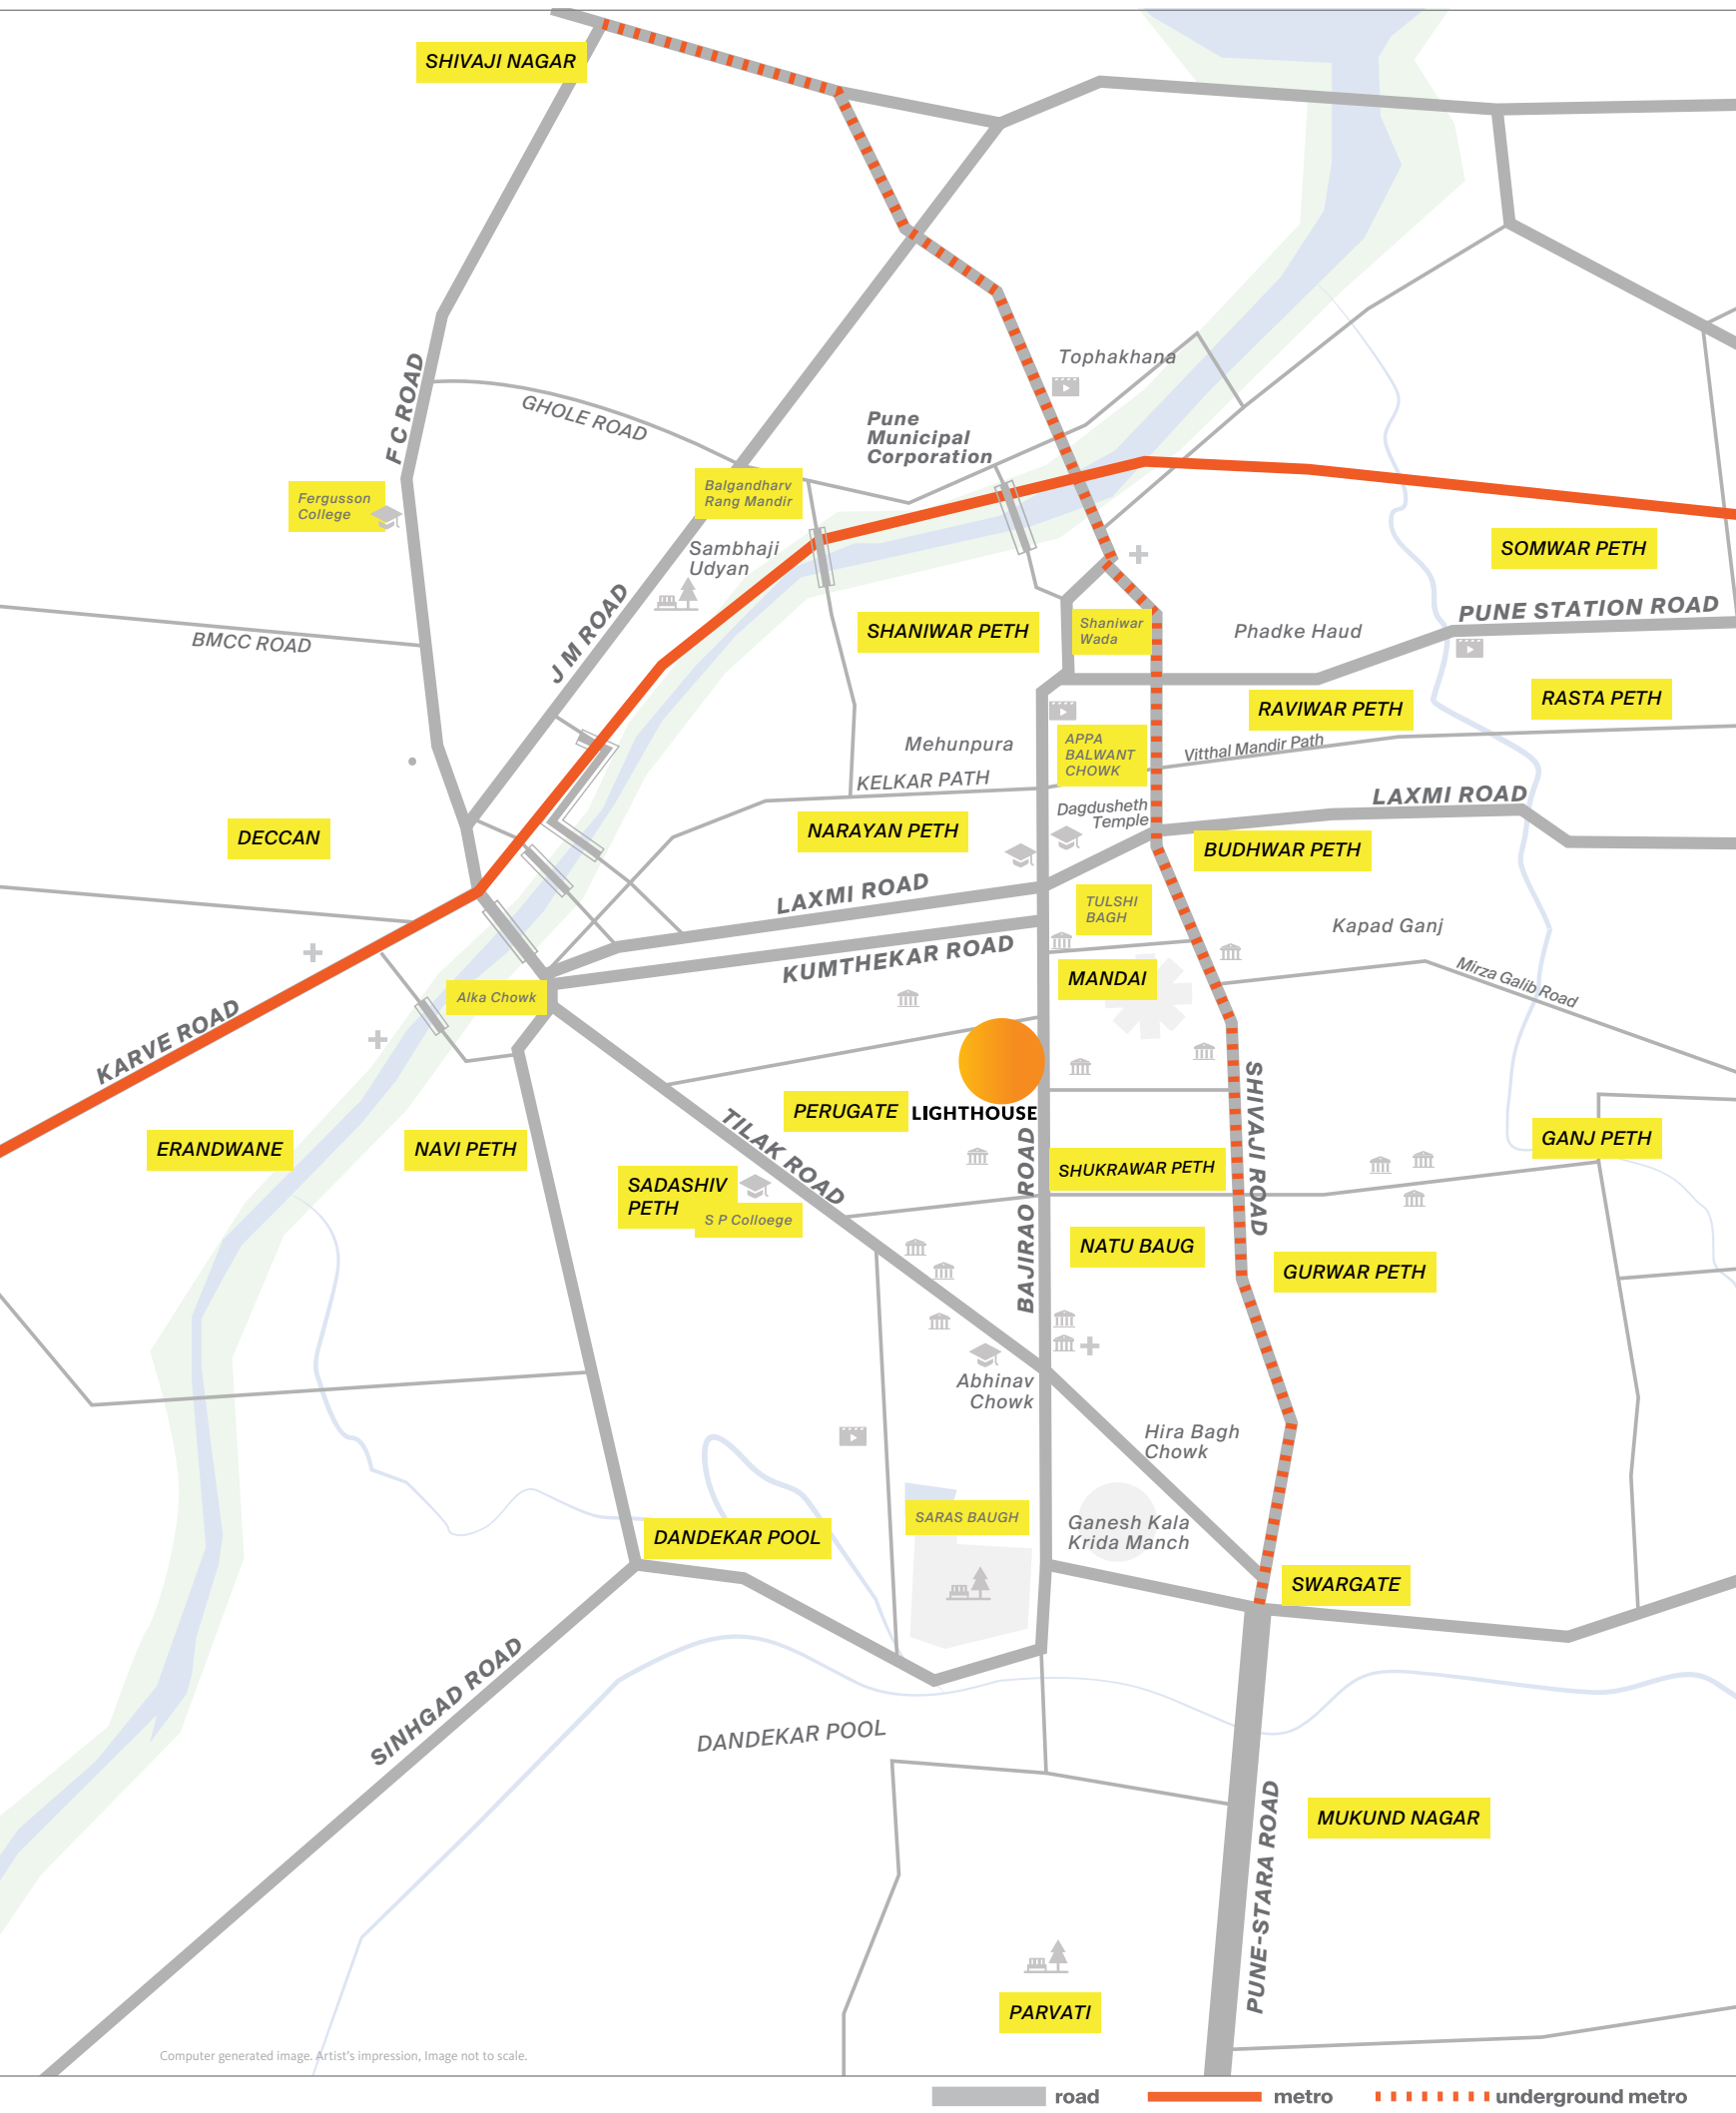 SHIVAJI NAGAR
Tophakhana
F C ROAD
GHOLE ROAD
Pune
Municipal
Corporation
Fergusson
College
Balgandharv
Rang Mandir
Sambhaji
Udyan
SOMWAR PETH
PUNE STATION ROAD
BMCC ROAD
J M ROAD
SHANIWAR PETH
Shaniwar
Wada
Phadke Haud
RASTA PETH
RAVIWAR PETH
Mehunpura
APPA
BALWANT
CHOWK
Vitthal Mandir Path
KELKAR PATH
LAXMI ROAD
Dagdusheth
Temple
DECCAN
NARAYAN PETH
BUDHWAR PETH
LAXMI ROAD
TULSHI
BAGH
Kapad Ganj
KUMTHEKAR ROAD
MANDAI
Mirza Galib Road
Alka Chowk
KARVE ROAD
LIGHTHOUSE
PERUGATE
TILAK ROAD
SHIVAJI ROAD
ERANDWANE
NAVI PETH
GANJ PETH
SHUKRAWAR PETH
BAJIRAO ROAD
SADASHIV
PETH
S P Colloege
NATU BAUG
GURWAR PETH
Abhinav
Chowk
Hira Bagh
Chowk
SARAS BAUGH
Ganesh Kala
Krida Manch
DANDEKAR POOL
SWARGATE
SINHGAD ROAD
DANDEKAR POOL
PUNE-STARA ROAD
MUKUND NAGAR
PARVATI
Computer generated image. Artist's impression, Image not to scale.
road
metro
underground metro